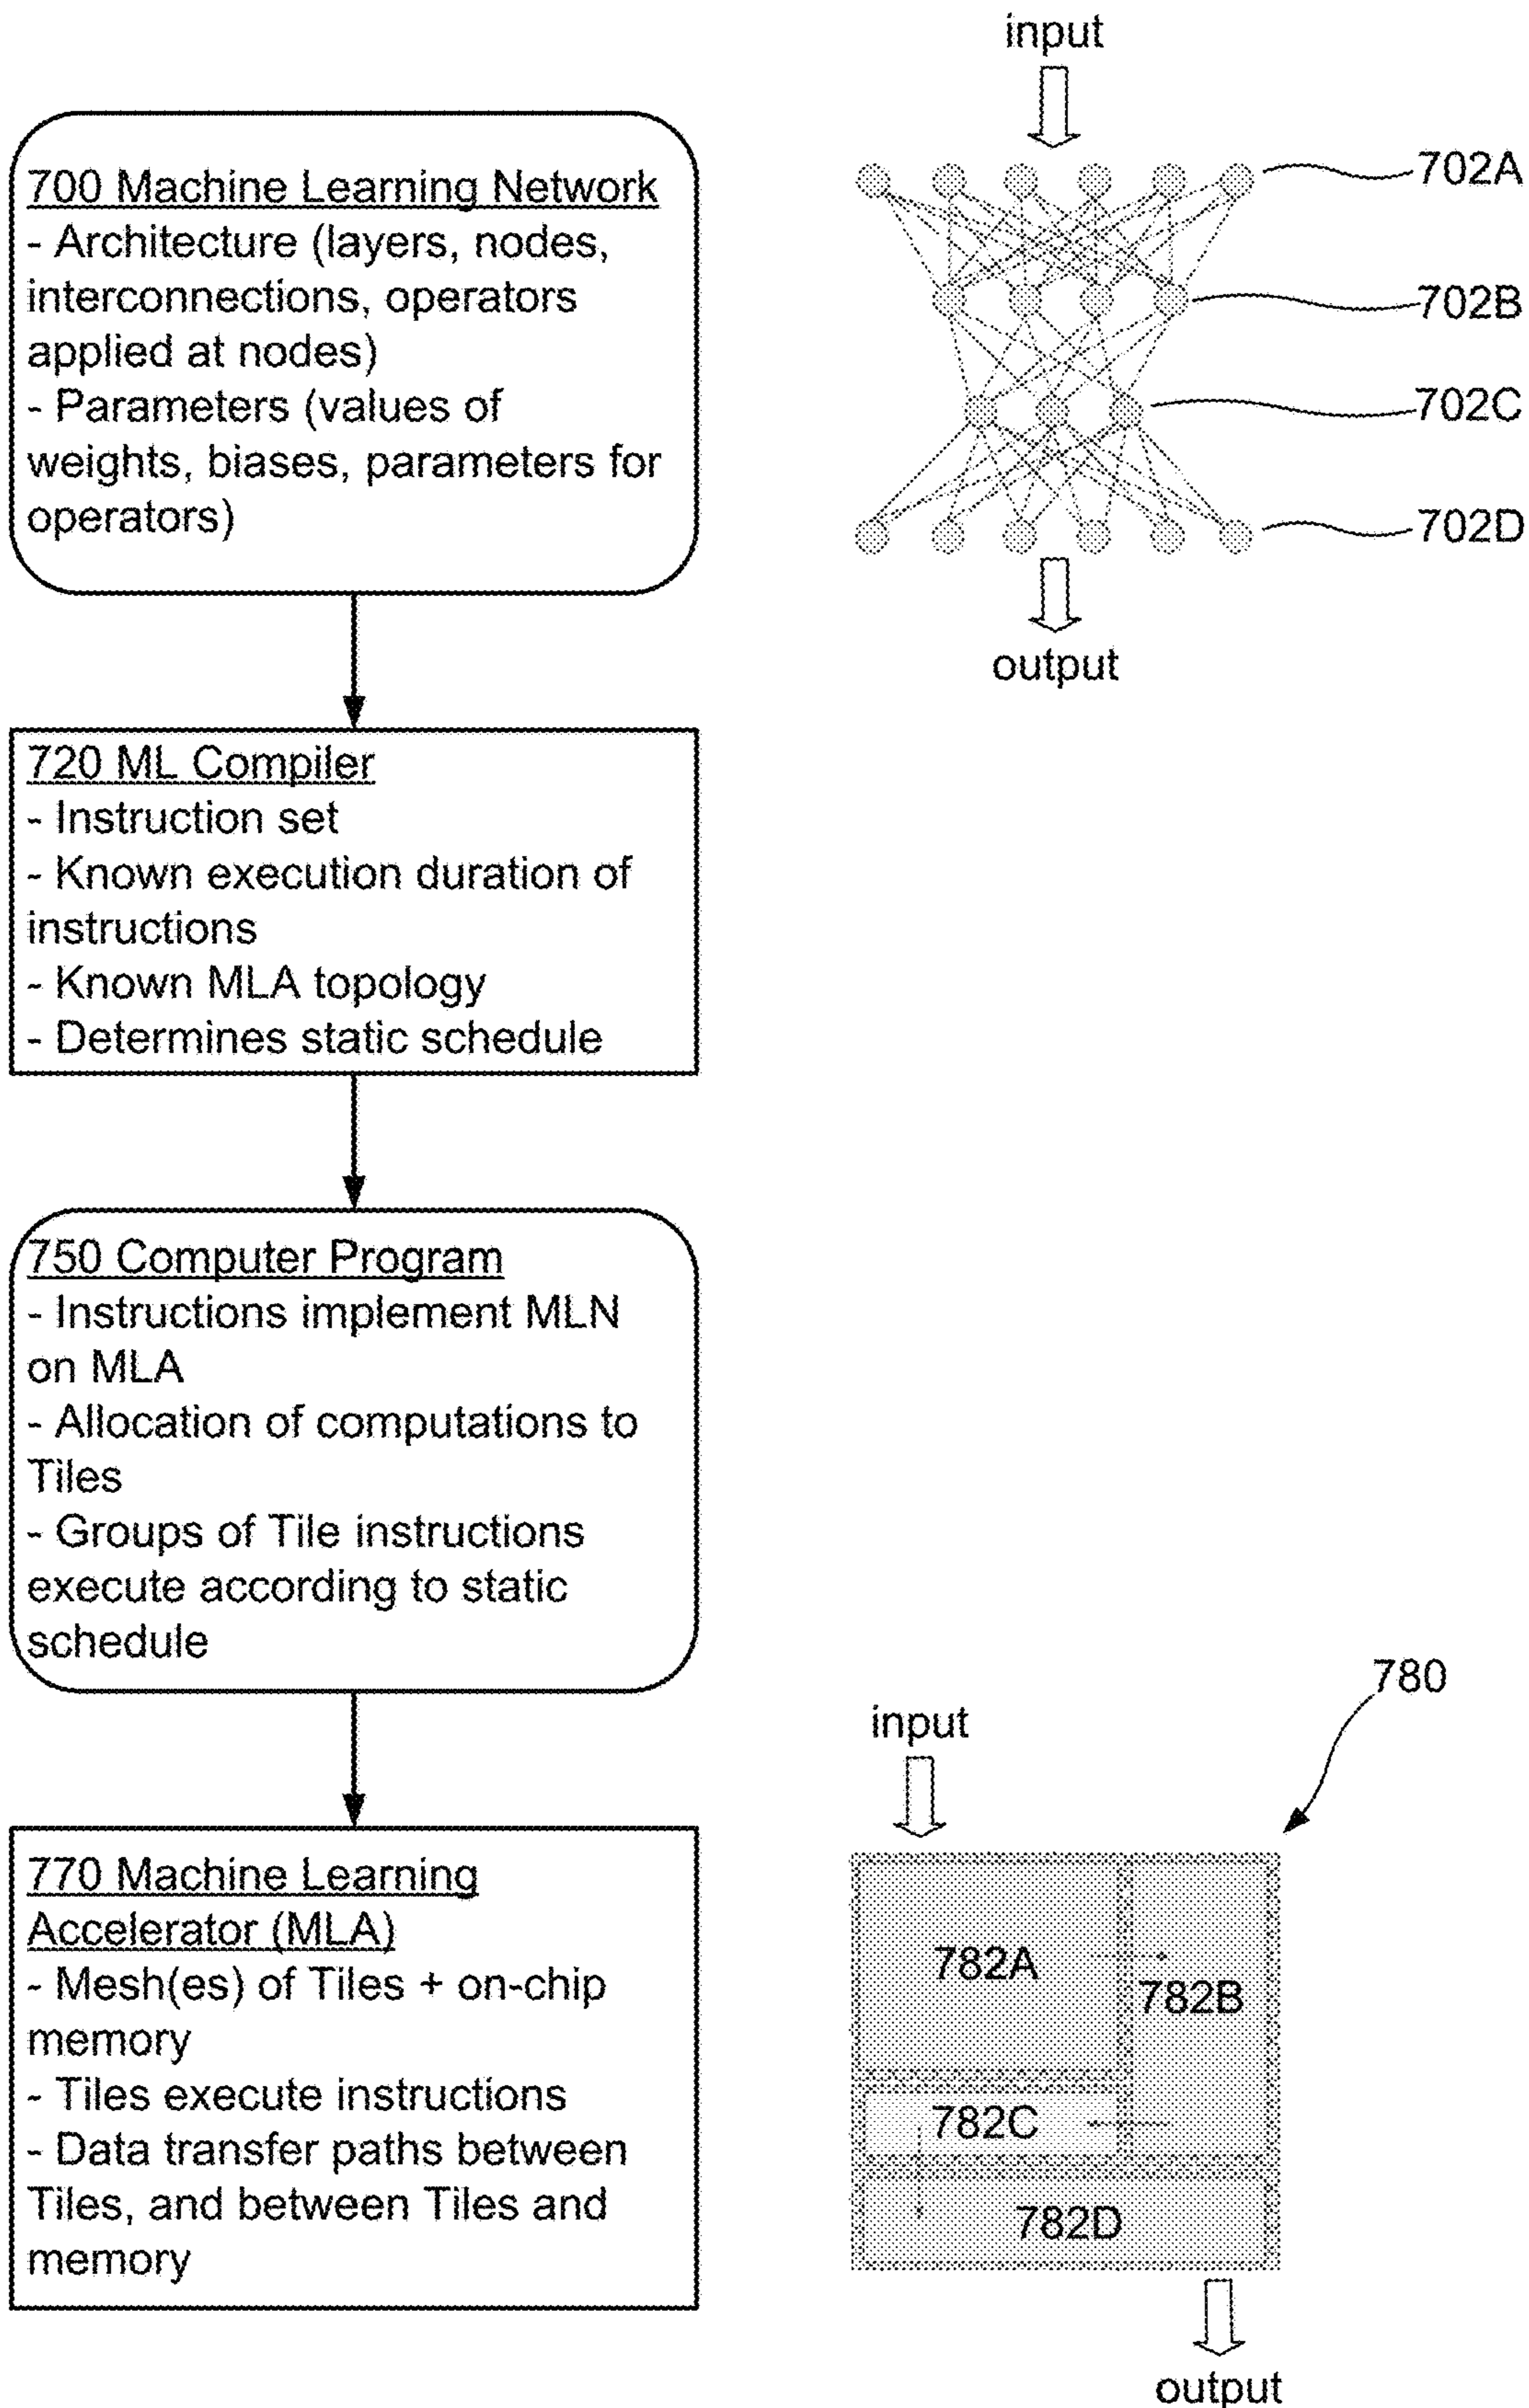 input
700 Machine Learning Network
- Architecture (layers, nodes,
interconnections, operators
applied at nodes)
- Parameters (values of
weights, biases, parameters for
operators)
702A
702B
702C
702D
output
720 ML Compiler
- Instruction set
- Known execution duration of
instructions
- Known MLA topology
- Determines static schedule
750 Computer Program
- Instructions implement MLN
on MLA
- Allocation of computations to
Tiles
- Groups of Tile instructions
execute according to static
schedule
770 Machine Learning
Accelerator (MLA)
- Mesh(es) of Tiles + on-chip
memory
- Tiles execute instructions
- Data transfer paths between
Tiles, and between Tiles and
memory
780
input
782A
782B
782C
782D
output